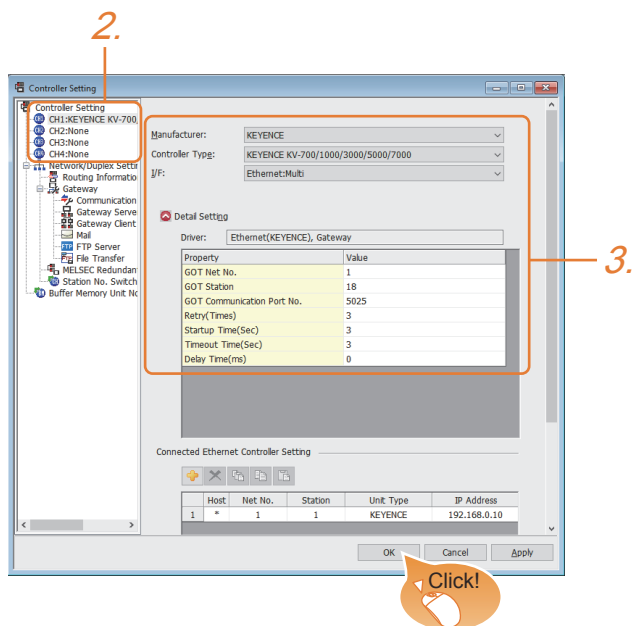 2.
Controller Setting
Controller Setting
CH1:KEYENCE KV-700,
CH2:None
CH3:None
CH4:None
Network/Duplex Settin
Routing Informatio
Gateway
Communication
Gateway Serve
Gateway Client
Mail
FTP FTP Server
File Transfer
MELSEC Redundan
Station No. Switch
Buffer Memory Unit No
Manufacturer: KEYENCE
Controller Type: KEYENCE KV-700/1000/3000/5000/7000
I/F: Ethernet:Multi
Detail Setting
Driver: Ethernet(KEYENCE), Gateway
Property Value
GOT Net No. 1
GOT Station 18
GOT Communication Port No. 5025
Retry(Times) 3
Startup Time(Sec) 3
Timeout Time(Sec) 3
Delay Time(ms) 0
3.
Connected Ethernet Controller Setting
Host Net No. Station Unit Type IP Address
1 * 1 1 KEYENCE 192.168.0.10
OK Cancel Apply
Click!